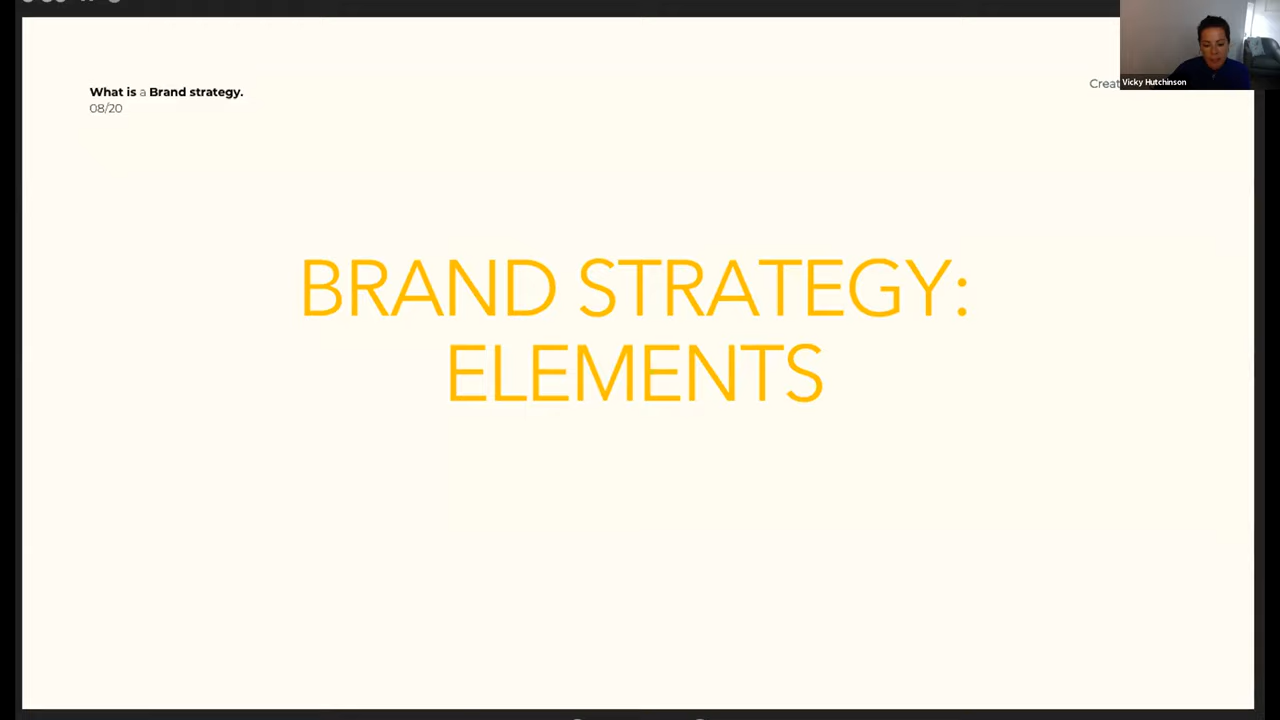 What is a Brand strategy.
08/20
Vicky Hutchinson
BRAND STRATEGY:
ELEMENTS